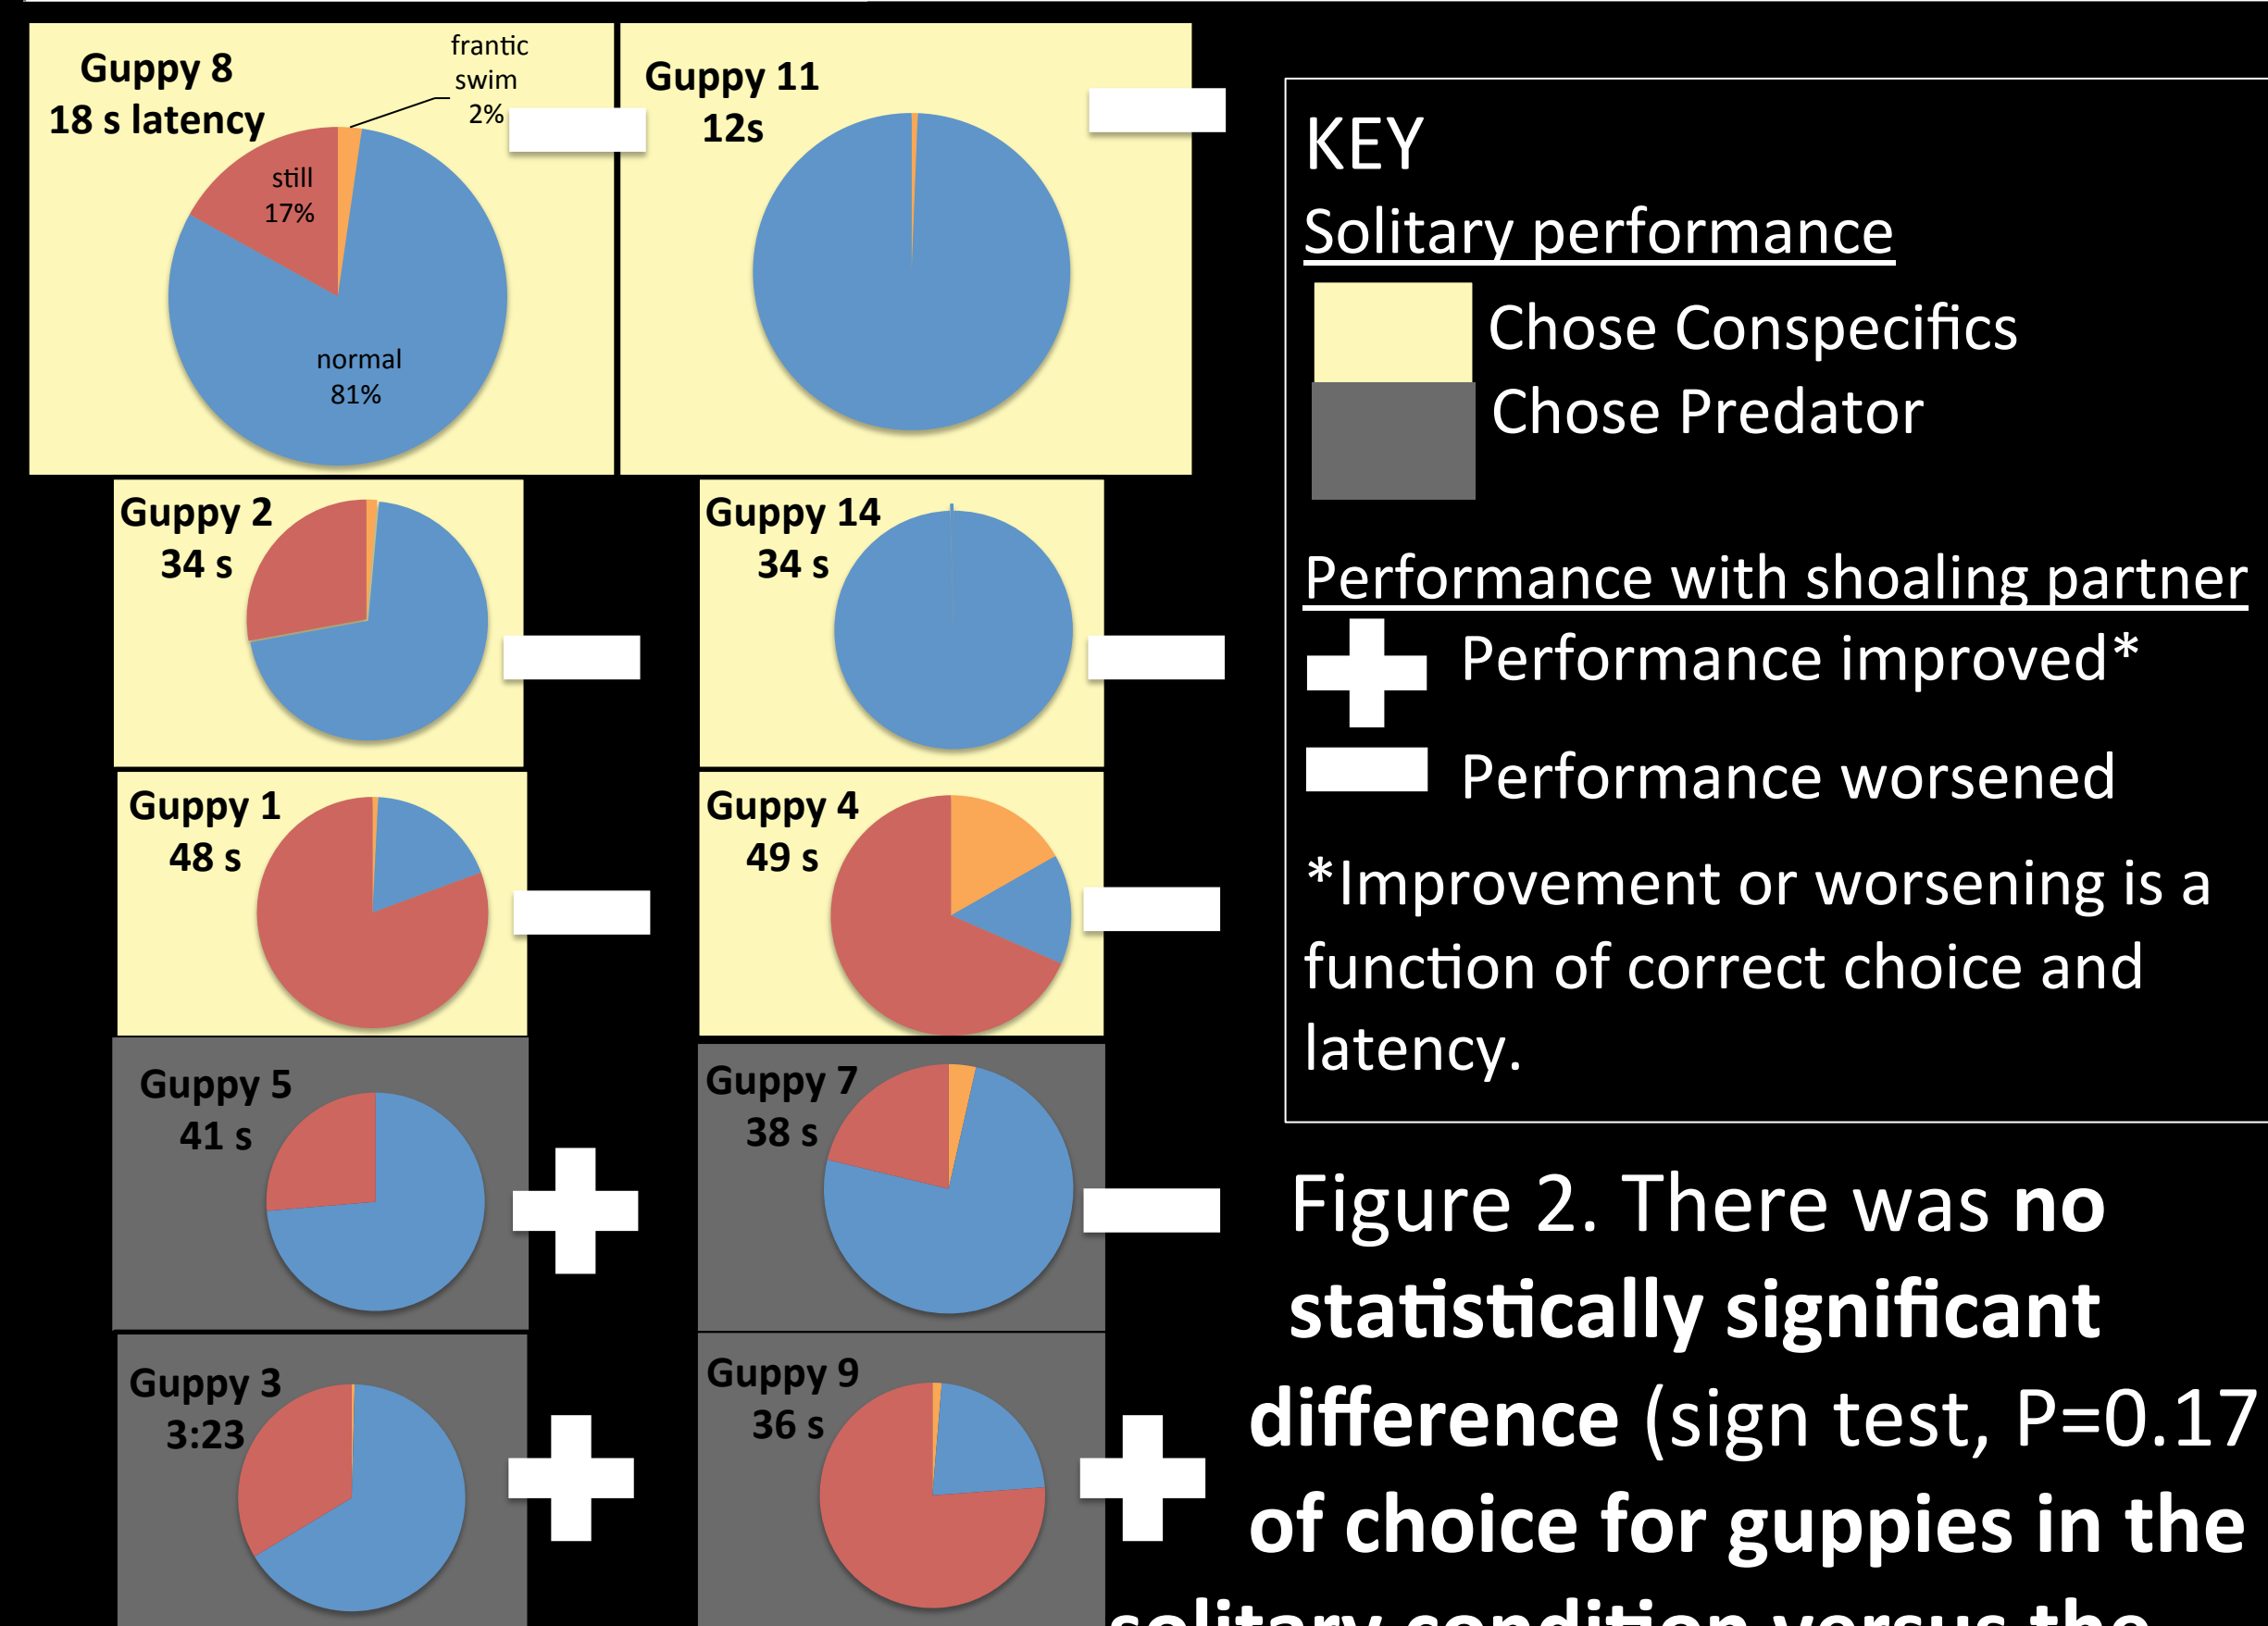 Guppy 8
18 s latency
frantic
swim
2%
still
17%
normal
81%
Guppy 11
12s
Guppy 2
34 s
Guppy 14
34 s
Guppy 1
48 s
Guppy 4
49 s
Guppy 5
41 s
Guppy 7
38 s
Guppy 3
3:23
Guppy 9
36 s
KEY
Solitary performance
Chose Conspecifics
Chose Predator
Performance with shoaling partner
Performance improved*
Performance worsened
*Improvement or worsening is a
function of correct choice and
latency.
Figure 2. There was no
statistically significant
difference (sign test, P=0.17
of choice for guppies in the
solitary condition versus the